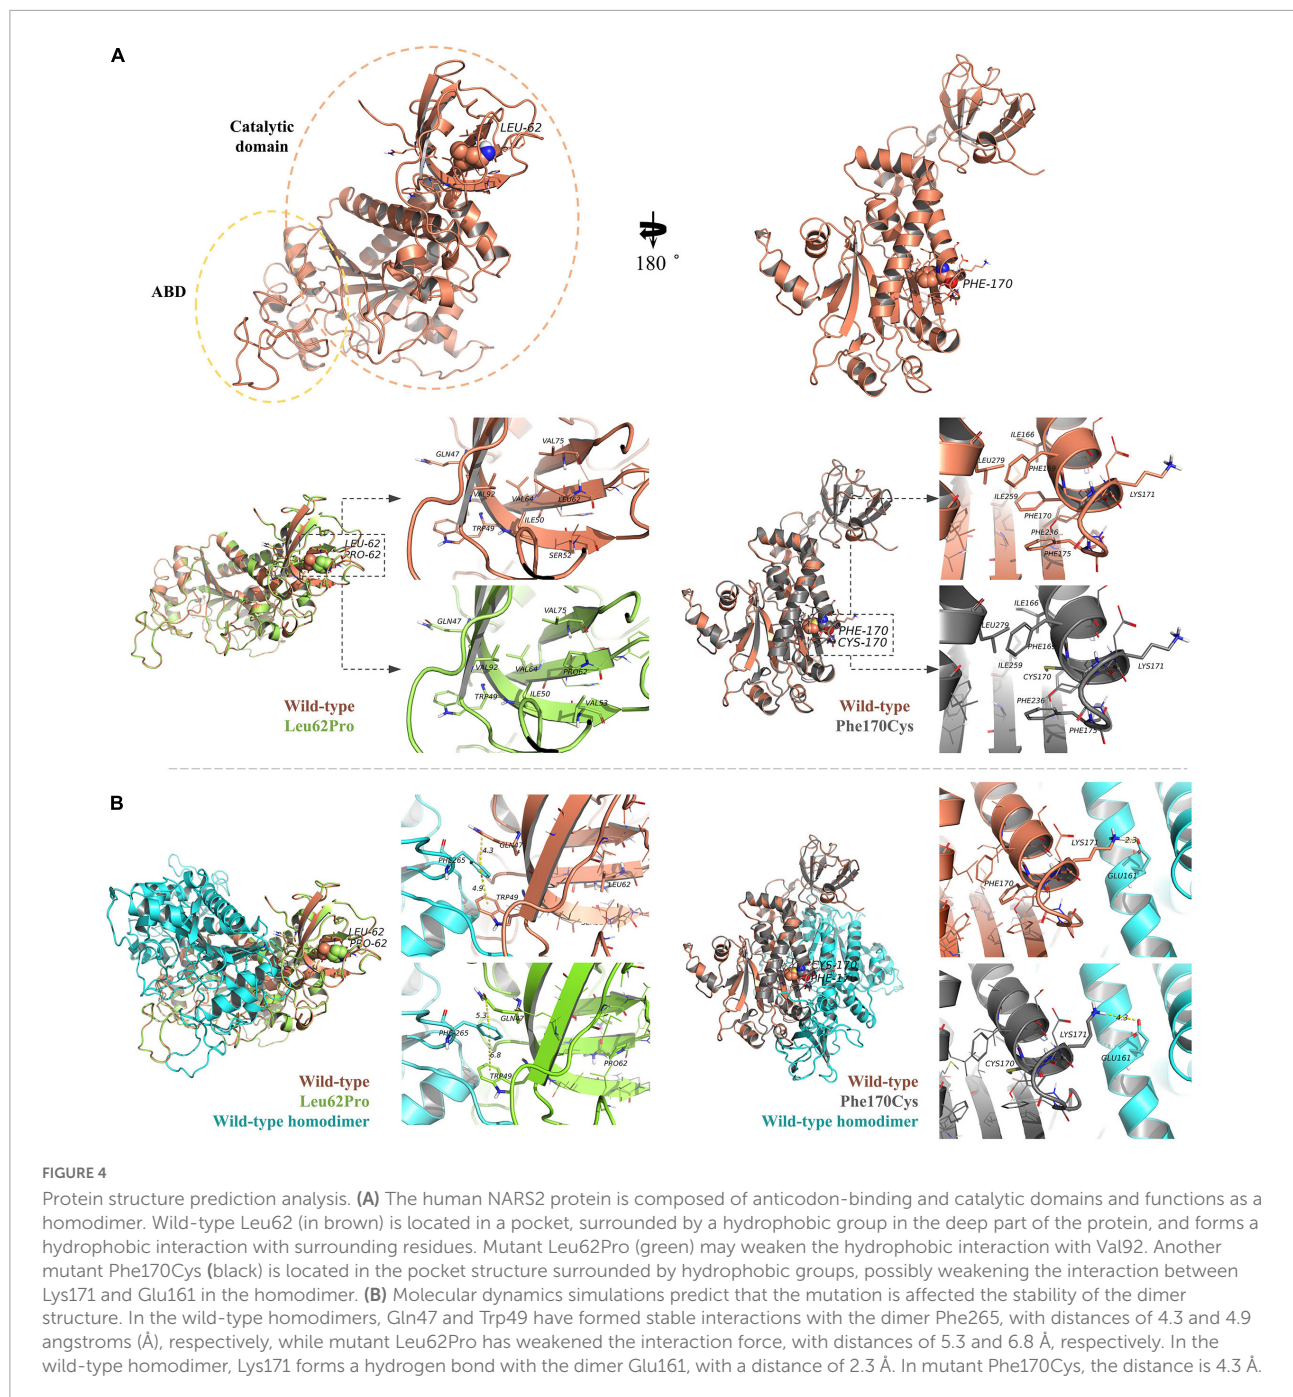 A
Catalytic
domain
LEU-62
ABD
180 °
PHE-170
GLN47
VAL75
VAL92
VAL64
LEU62
TRP49
ILE50
SER52
LEU-62
PRO-62
GLN47
VAL75
VAL92
VAL64
PRO62
TRP49
ILE50
VAL53
Wild-type
Leu62Pro
ILE166
LEU279
PHE169
ILE259
LYS171
PHE170
PHE236
PHE175
PHE-170
CYS-170
ILE166
LEU279
PHE169
LYS171
ILE259
CYS170
PHE236
PHE175
Wild-type
Phe170Cys
B
LEU-62
PRO-62
Wild-type
Leu62Pro
Wild-type homodimer
PHE265
GLN47
4.3
4.9
TRP49
LEU62
GLN47
5.3
PHE265
6.8
TRP49
PRO62
CYS-170
Wild-type
Phe170Cys
Wild-type homodimer
LYS171
2.3
PHE170
GLU161
4.3
LYS171
CYS170
GLU161
FIGURE 4
Protein structure prediction analysis. (A) The human NARS2 protein is composed of anticodon-binding and catalytic domains and functions as a
homodimer. Wild-type Leu62 (in brown) is located in a pocket, surrounded by a hydrophobic group in the deep part of the protein, and forms a
hydrophobic interaction with surrounding residues. Mutant Leu62Pro (green) may weaken the hydrophobic interaction with Val92. Another
mutant Phe170Cys (black) is located in the pocket structure surrounded by hydrophobic groups, possibly weakening the interaction between
Lys171 and Glu161 in the homodimer. (B) Molecular dynamics simulations predict that the mutation is affected the stability of the dimer
structure. In the wild-type homodimers, Gln47 and Trp49 have formed stable interactions with the dimer Phe265, with distances of 4.3 and 4.9
angstroms (Å), respectively, while mutant Leu62Pro has weakened the interaction force, with distances of 5.3 and 6.8 Å, respectively. In the
wild-type homodimer, Lys171 forms a hydrogen bond with the dimer Glu161, with a distance of 2.3 Å. In mutant Phe170Cys, the distance is 4.3 Å.